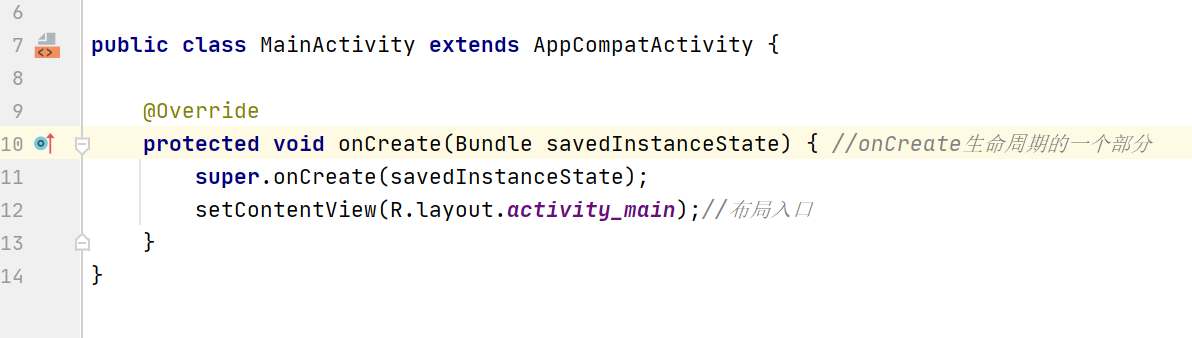 6
7 public class MainActivity extends AppCompatActivity {
8
9 @Override
10 protected void onCreate(Bundle savedInstanceState) { //onCreate生命周期的一个部分
11 super.onCreate(savedInstanceState);
12 setContentView(R.layout.activity_main);//布局入口
13 }
14 }